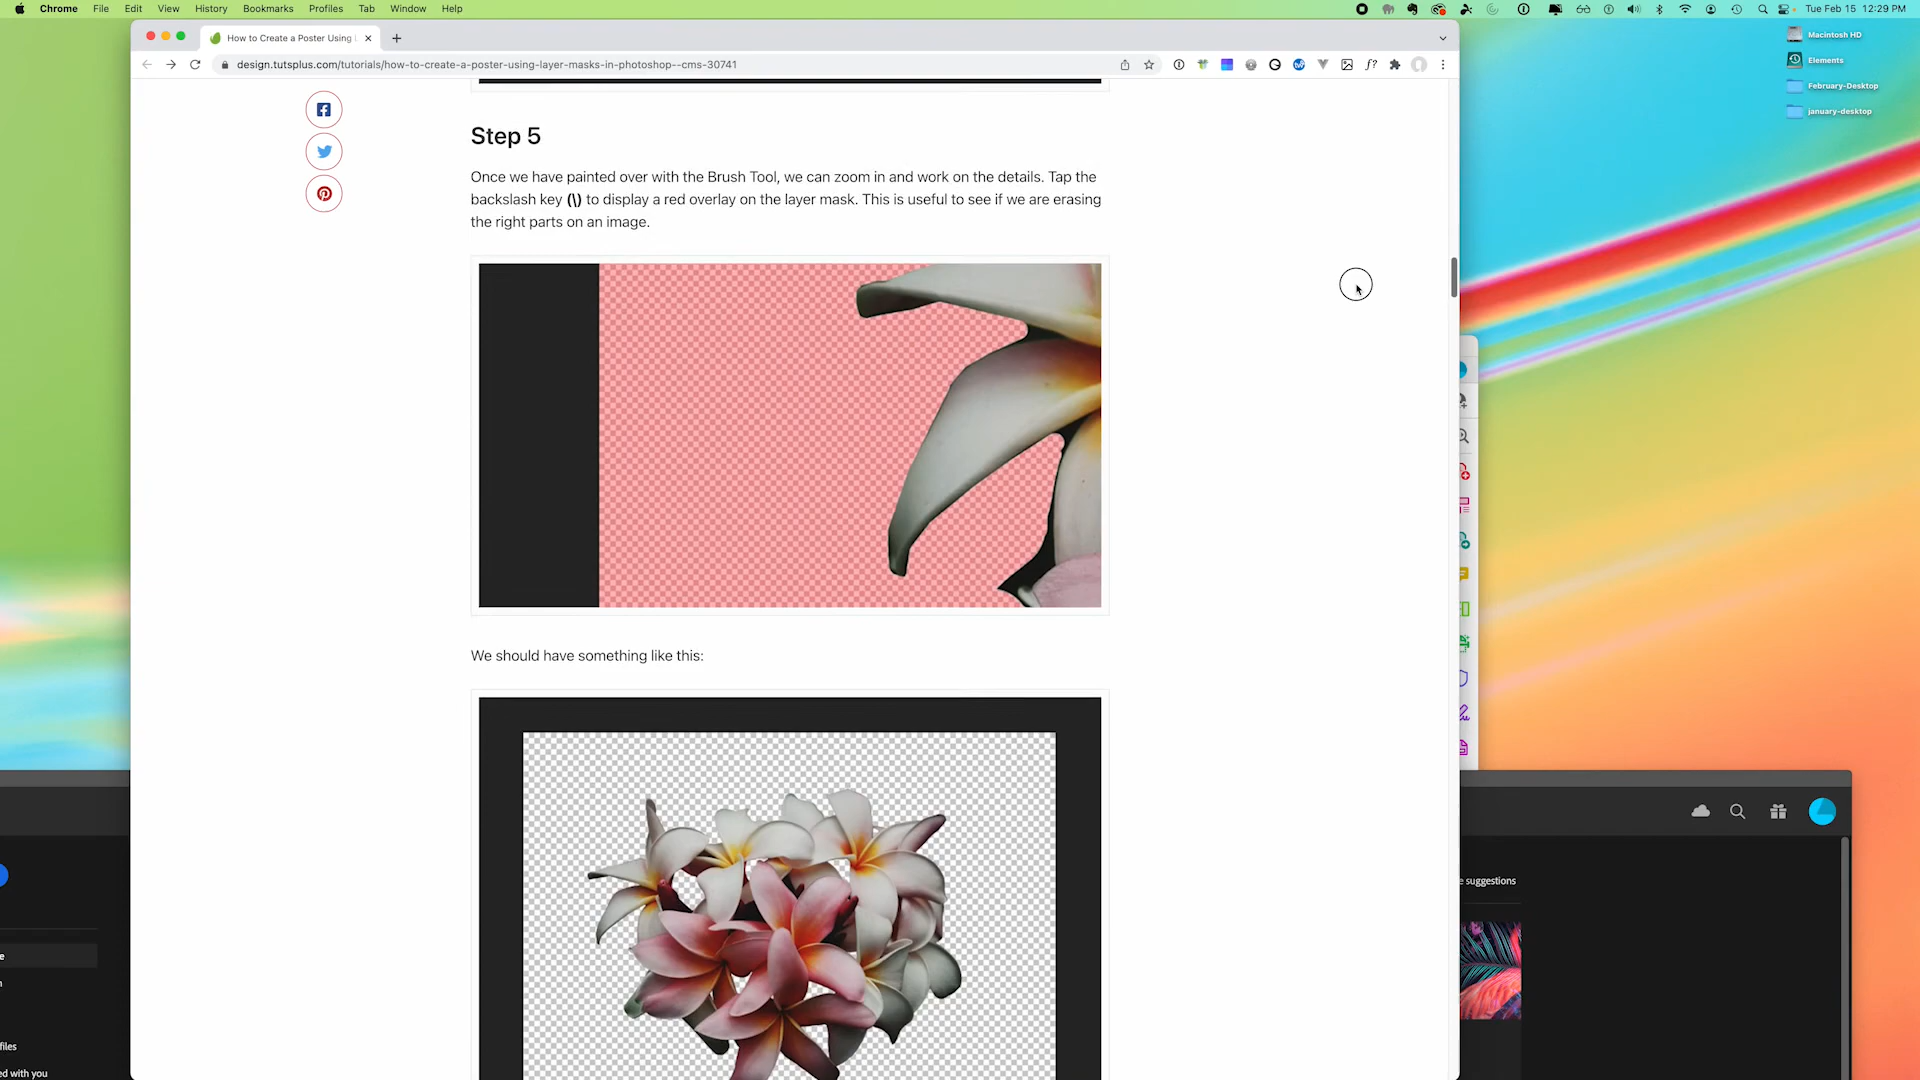 Chrome File Edit View History Bookmarks Profiles Tab Window Help
Tue Feb 15 12:29 PM
How to Create a Poster Using
design.tutsplus.com/tutorials/how-to-create-a-poster-using-layer-masks-in-photoshop--cms-30741
f?
Macintosh HD
Elements
February-Desktop
january-desktop
Step 5
Once we have painted over with the Brush Tool, we can zoom in and work on the details. Tap the
backslash key (\) to display a red overlay on the layer mask. This is useful to see if we are erasing
the right parts on an image.
We should have something like this:
e suggestions
e
n
files
ed with you